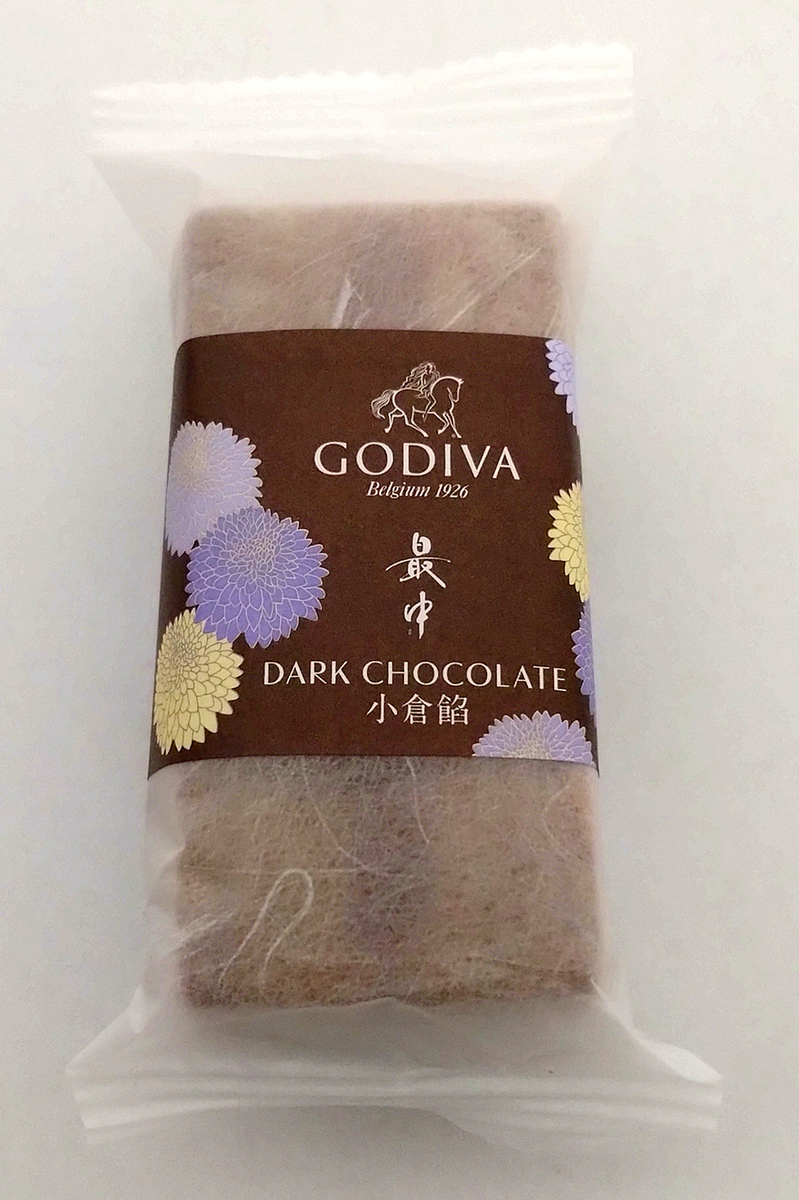 GODIVA
Belgium 1926
最
中
DARK CHOCOLATE
小倉餡